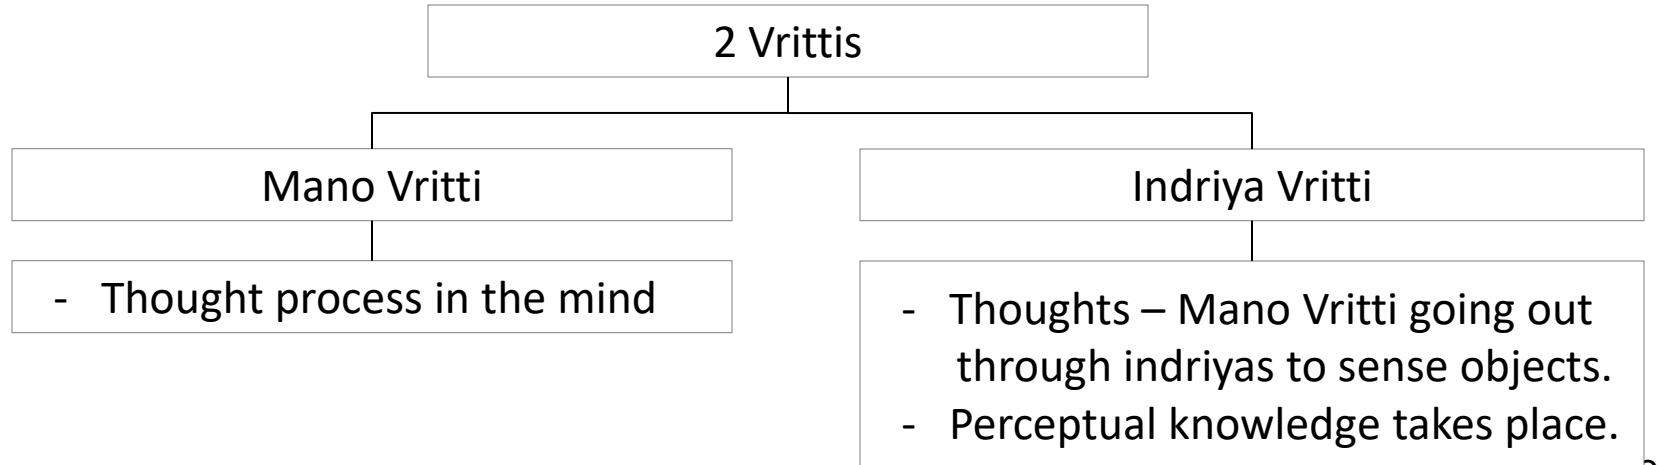 2 Vrittis
Mano Vritti
Indriya Vritti
- Thought process in the mind
- Thoughts – Mano Vritti going out
through indriyas to sense objects.
- Perceptual knowledge takes place.